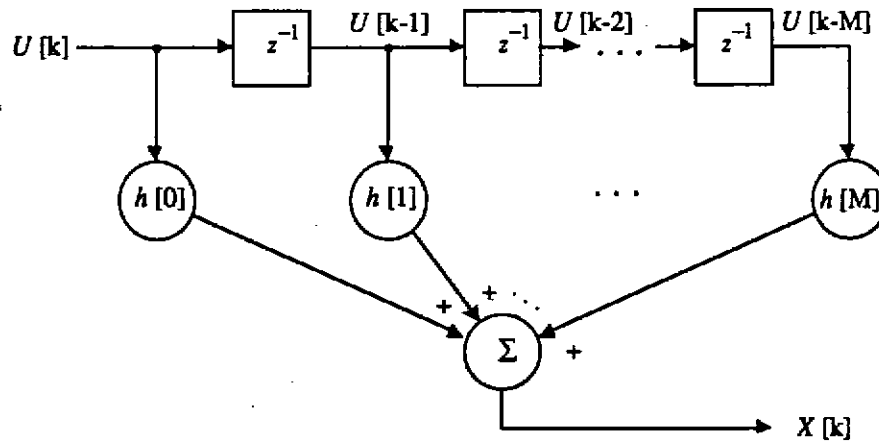 U [k] z⁻¹ U [k-1] z⁻¹ U [k-2] . . . z⁻¹ U [k-M]
h [0] h [1] . . . h [M]
+ + . . . +
Σ
X [k]